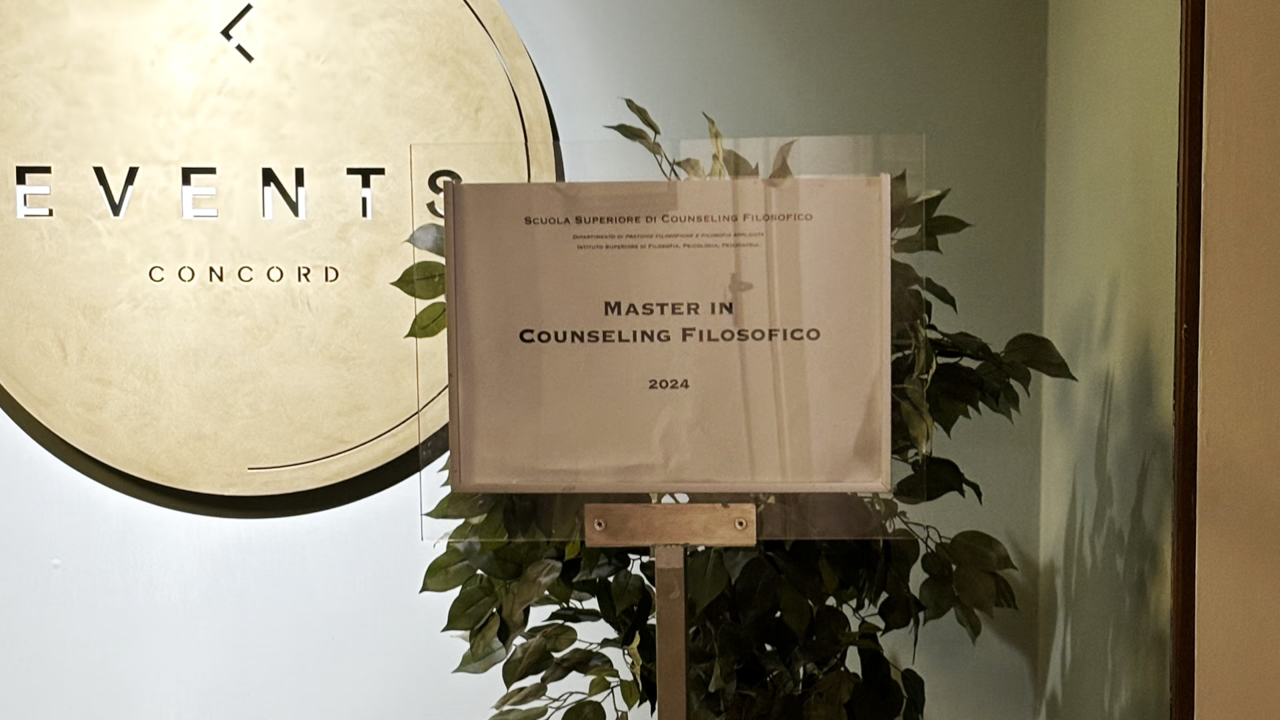 EVENTS
CONCORD
Scuola Superiore di Counseling Filosofico
Dipartimento di Pratiche Filosofiche e Filosofia Applicata
Istituto Superiore di Filosofia, Psicologia, Psichiatria
Master in
Counseling Filosofico
2024